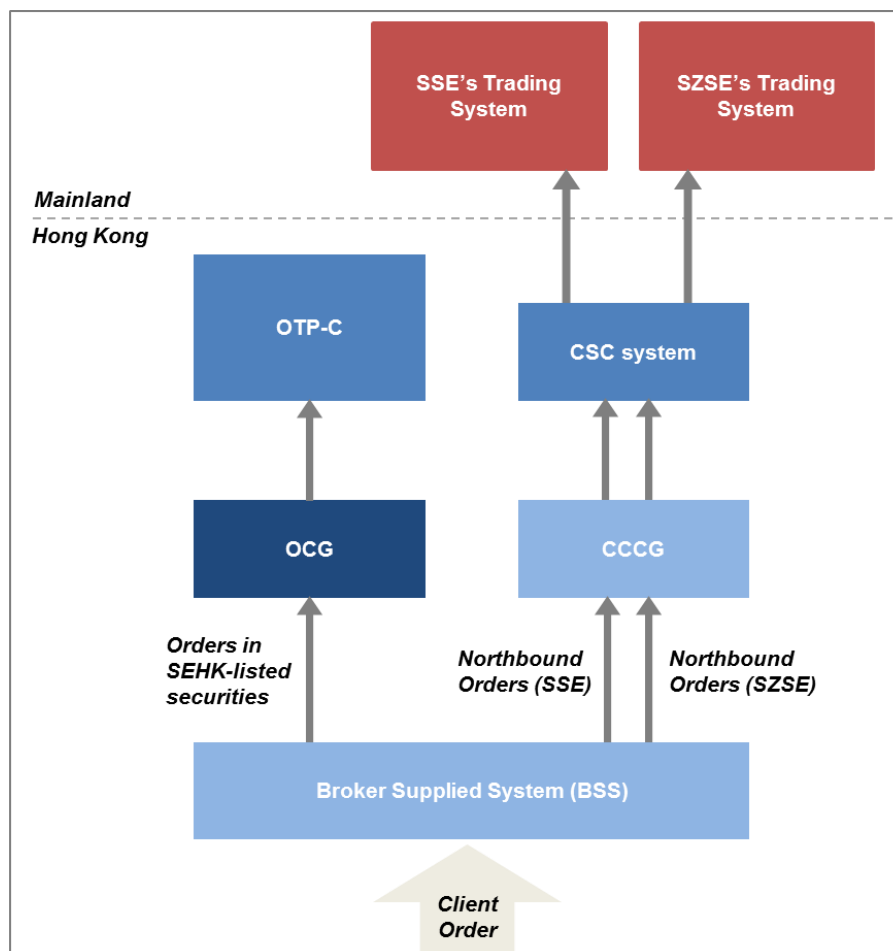 SSE's Trading
System
SZSE's Trading
System
Mainland
Hong Kong
OTP-C
CSC system
OCG
CCCG
Orders in
SEHK-listed
securities
Northbound
Orders (SSE)
Northbound
Orders (SZSE)
Broker Supplied System (BSS)
Client
Order